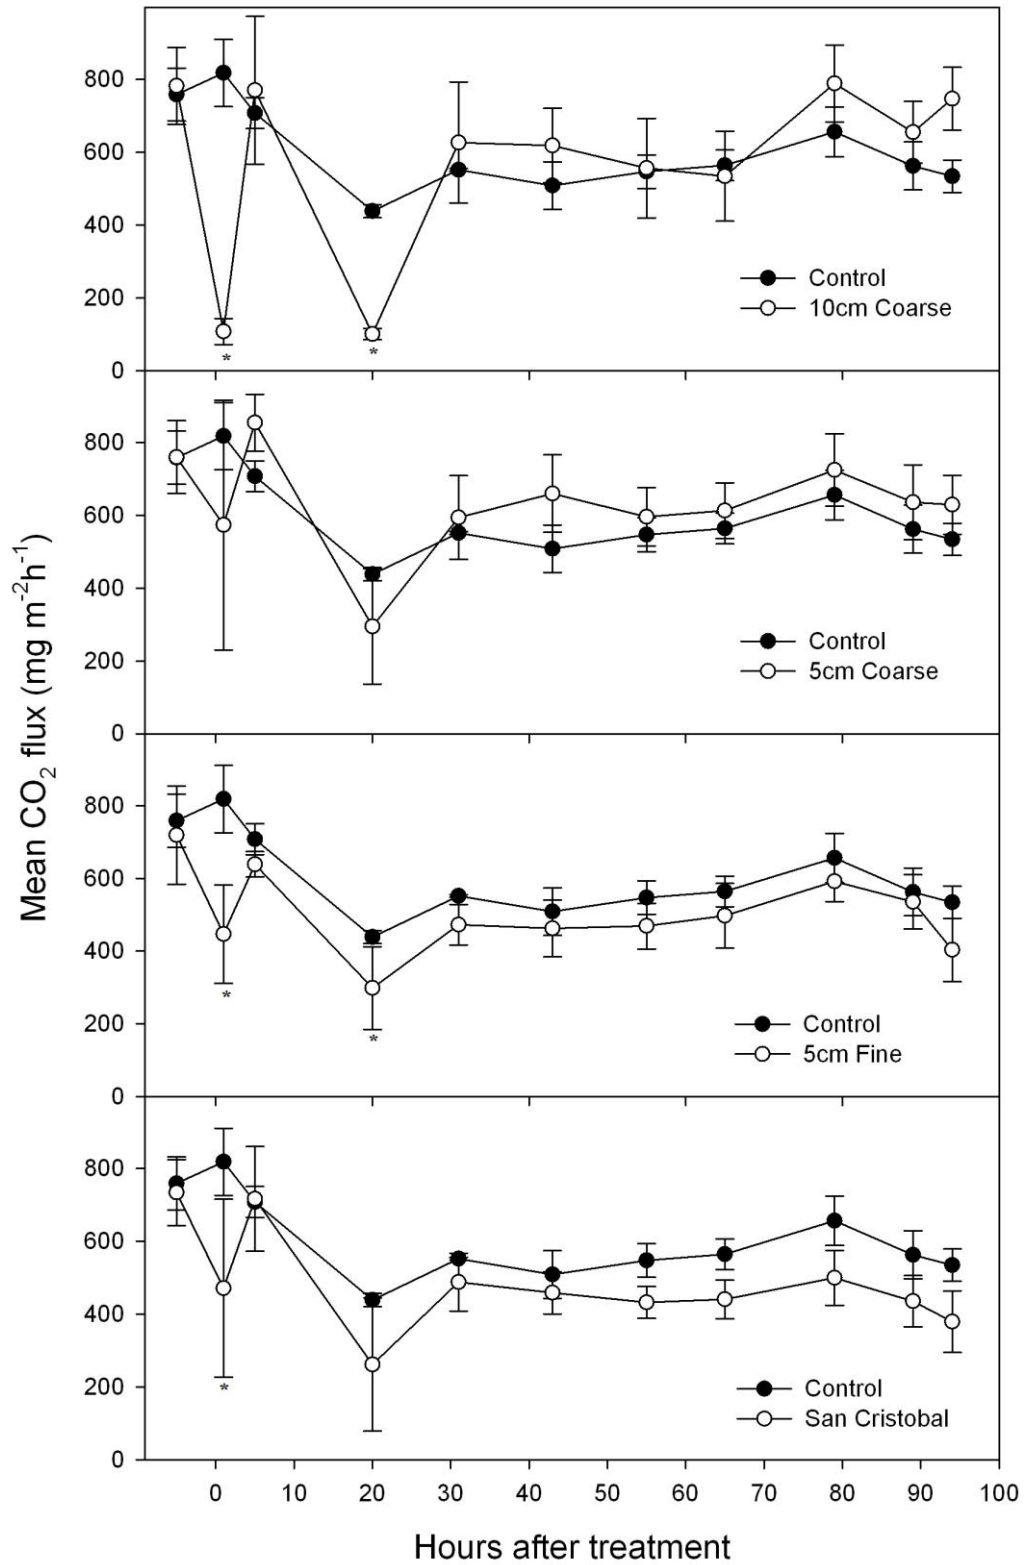 Mean CO₂ flux (mg m⁻²h⁻¹)
800
600
400
200
0
Control
10cm Coarse
*
*
800
600
400
200
0
Control
5cm Coarse
800
600
400
200
0
Control
5cm Fine
*
*
800
600
400
200
0
Control
San Cristobal
*
0 10 20 30 40 50 60 70 80 90 100
Hours after treatment